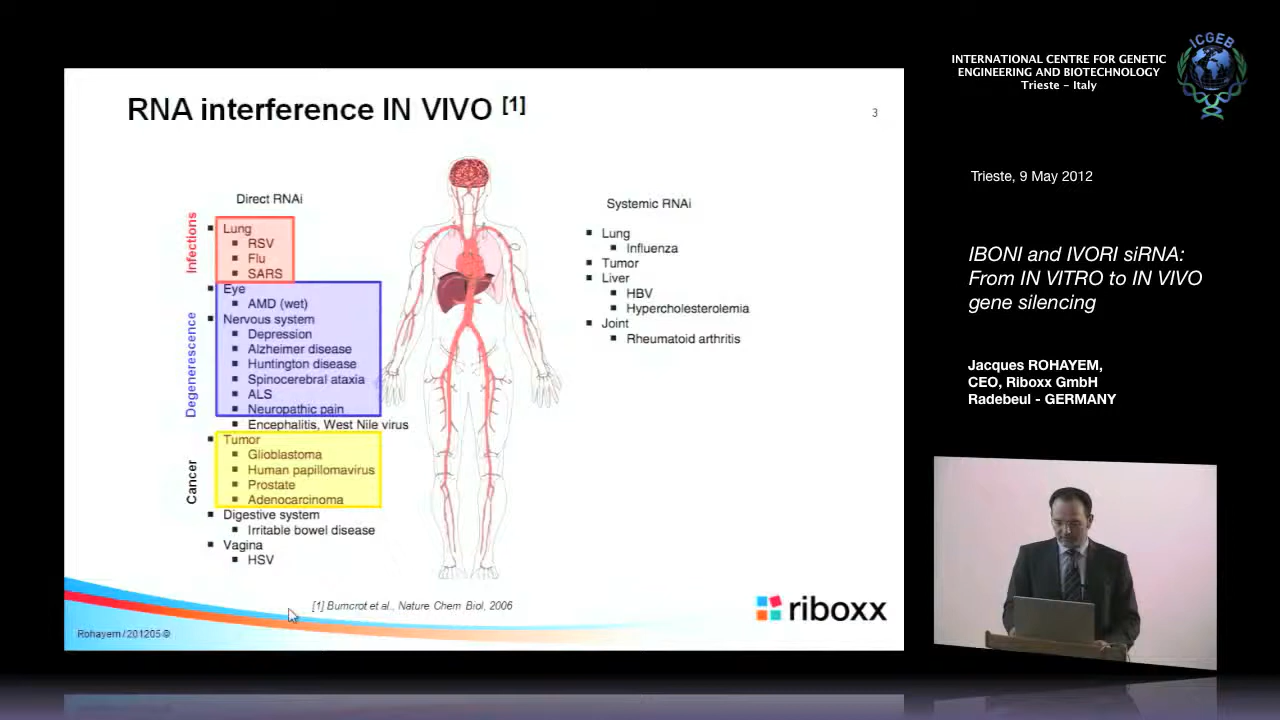 RNA interference IN VIVO [1]
3
Direct RNAi
Infections
Lung
RSV
Flu
SARS
Degenerescence
Eye
AMD (wet)
Nervous system
Depression
Alzheimer disease
Huntington disease
Spinocerebral ataxia
ALS
Neuropathic pain
Encephalitis, West Nile virus
Cancer
Tumor
Glioblastoma
Human papillomavirus
Prostate
Adenocarcinoma
Digestive system
Irritable bowel disease
Vagina
HSV
Systemic RNAi
Lung
Influenza
Tumor
Liver
HBV
Hypercholesterolemia
Joint
Rheumatoid arthritis
[1] Bumcrot et al., Nature Chem Biol, 2006
Rohayem / 201205 ©
riboxx
INTERNATIONAL CENTRE FOR GENETIC
ENGINEERING AND BIOTECHNOLOGY
Trieste - Italy
ICGEB
Trieste, 9 May 2012
IBONI and IVORI siRNA:
From IN VITRO to IN VIVO
gene silencing
Jacques ROHAYEM,
CEO, Riboxx GmbH
Radebeul - GERMANY